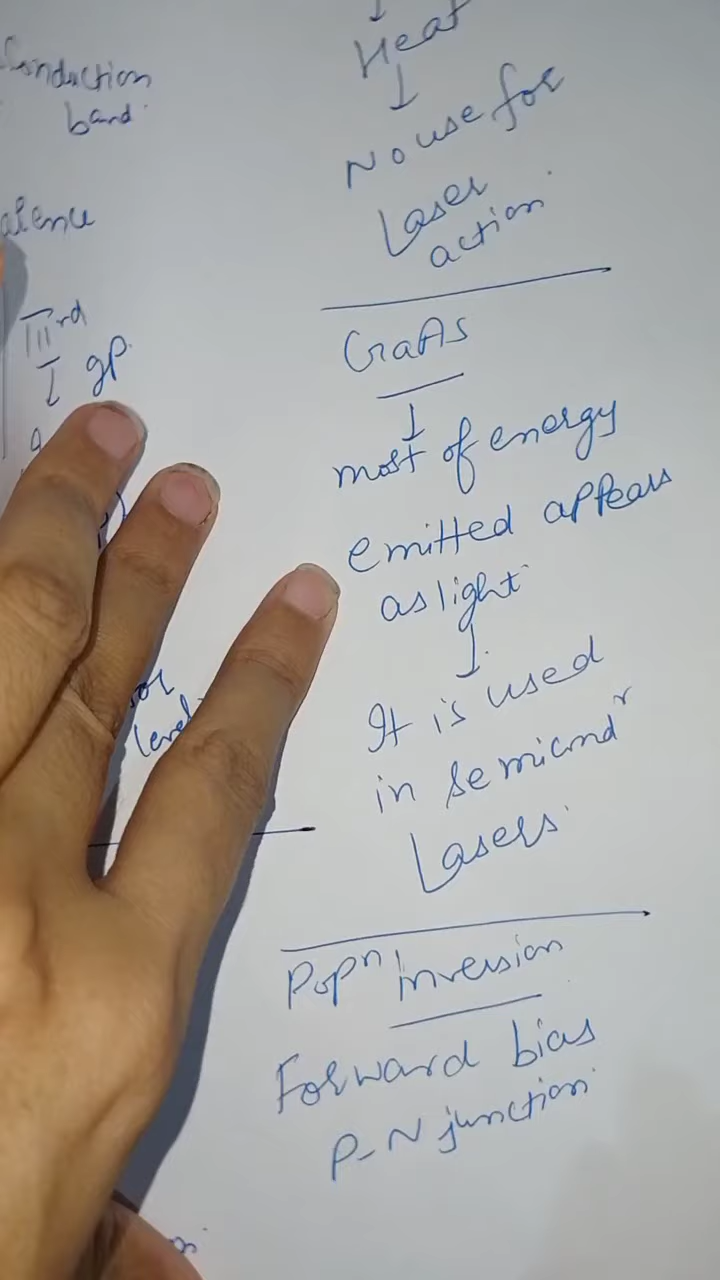 Conduction
band
IIIrd
gp
level
Heat
↓
No use for
Laser
action.
GaAs
↓
most of energy
emitted appears
as light
↓
It is used
in semicondr
Lasers.
Popn inversion
Forward bias
P-N junction